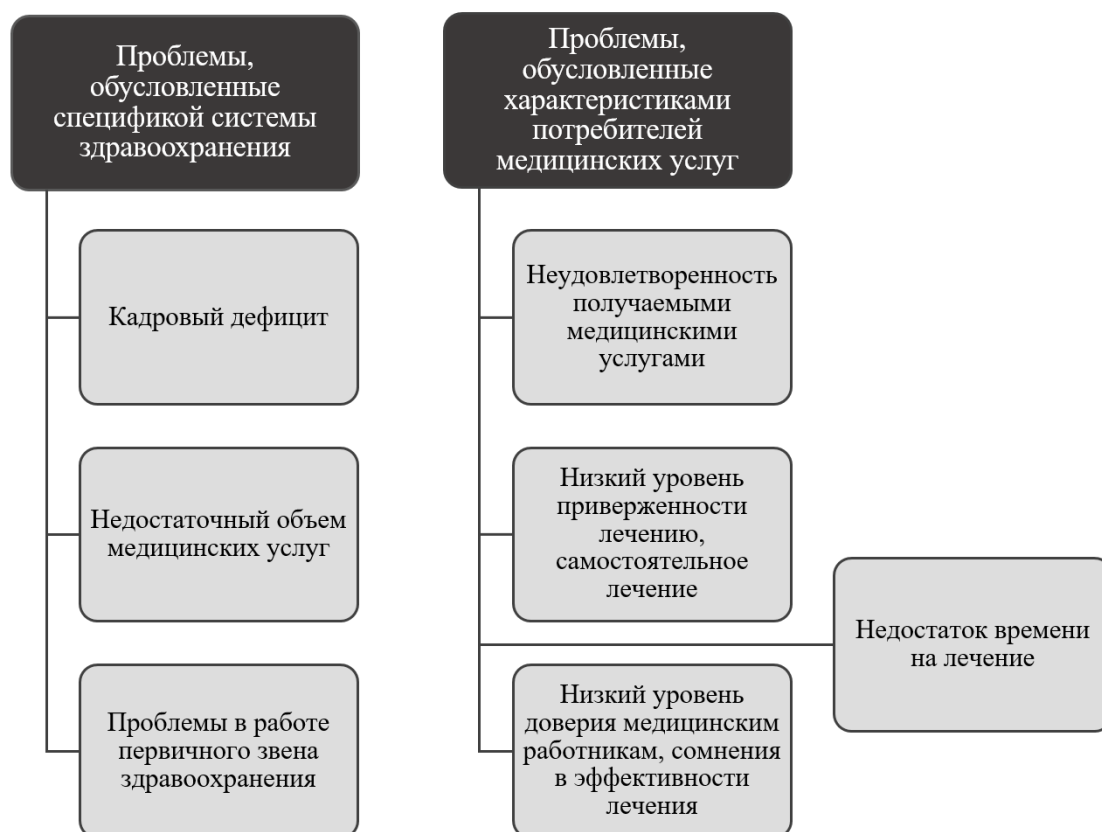 Проблемы,
обусловленные
спецификой системы
здравоохранения
Кадровый дефицит
Недостаточный объем
медицинских услуг
Проблемы в работе
первичного звена
здравоохранения
Проблемы,
обусловленные
характеристиками
потребителей
медицинских услуг
Неудовлетворенность
получаемыми
медицинскими
услугами
Низкий уровень
приверженности
лечению,
самостоятельное
лечение
Недостаток времени
на лечение
Низкий уровень
доверия медицинским
работникам, сомнения
в эффективности
лечения